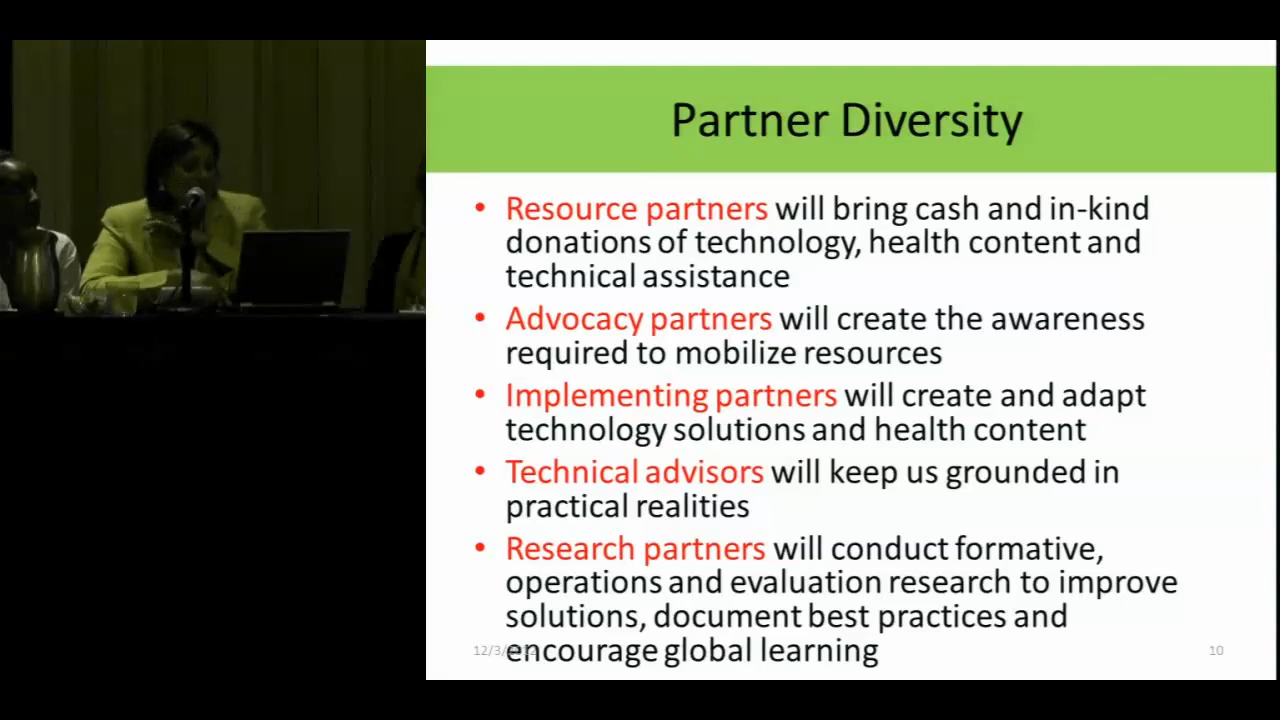 Partner Diversity
• Resource partners will bring cash and in-kind
donations of technology, health content and
technical assistance
• Advocacy partners will create the awareness
required to mobilize resources
• Implementing partners will create and adapt
technology solutions and health content
• Technical advisors will keep us grounded in
practical realities
• Research partners will conduct formative,
operations and evaluation research to improve
solutions, document best practices and
encourage global learning
12/3/2012
10